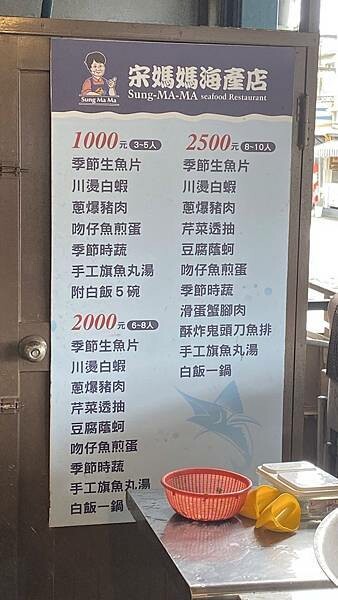 宋媽媽海產店
Sung Ma Ma
Sung-MA-MA seafood Restaurant
1000元 3~5人
季節生魚片
川燙白蝦
蔥爆豬肉
吻仔魚煎蛋
季節時蔬
手工旗魚丸湯
附白飯5碗
2000元 6~8人
季節生魚片
川燙白蝦
蔥爆豬肉
芹菜透抽
豆腐蔭蚵
吻仔魚煎蛋
季節時蔬
手工旗魚丸湯
白飯一鍋
2500元 8~10人
季節生魚片
川燙白蝦
蔥爆豬肉
芹菜透抽
豆腐蔭蚵
吻仔魚煎蛋
季節時蔬
滑蛋蟹腳肉
酥炸鬼頭刀魚排
手工旗魚丸湯
白飯一鍋